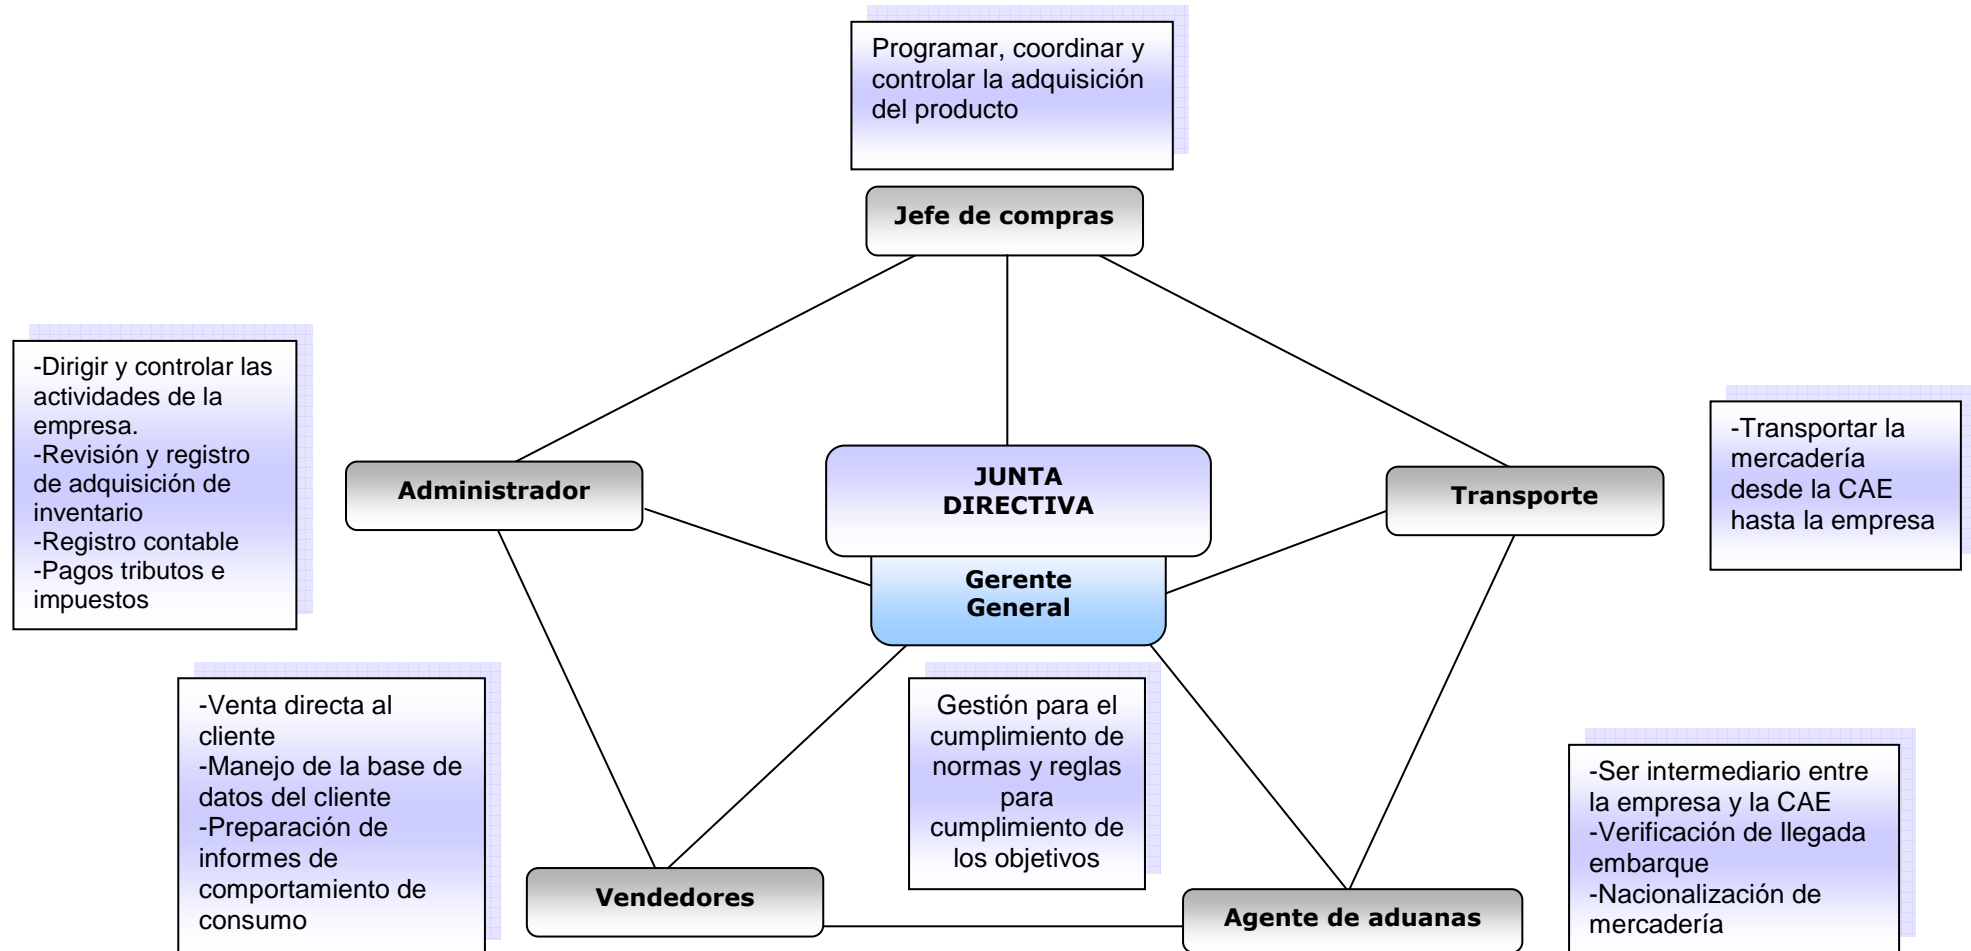 Programar, coordinar y
controlar la adquisición
del producto
Jefe de compras
-Dirigir y controlar las
actividades de la
empresa.
-Revisión y registro
de adquisición de
inventario
-Registro contable
-Pagos tributos e
impuestos
Administrador
JUNTA
DIRECTIVA
Gerente
General
Transporte
-Transportar la
mercadería
desde la CAE
hasta la empresa
-Venta directa al
cliente
-Manejo de la base de
datos del cliente
-Preparación de
informes de
comportamiento de
consumo
Vendedores
Gestión para el
cumplimiento de
normas y reglas
para
cumplimiento de
los objetivos
Agente de aduanas
-Ser intermediario entre
la empresa y la CAE
-Verificación de llegada
embarque
-Nacionalización de
mercadería